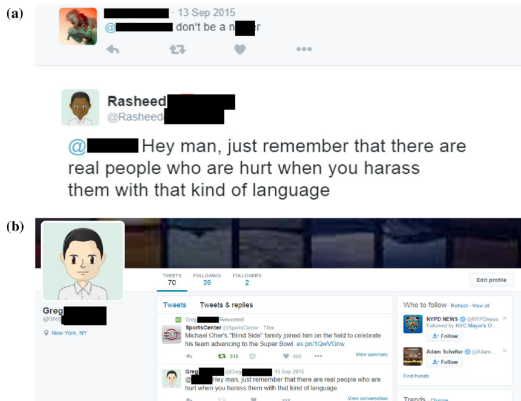 (a)
· 13 Sep 2015
@ don't be a n er
Rasheed
@Rasheed
@ Hey man, just remember that there are
real people who are hurt when you harass
them with that kind of language
(b)
TWEETS FOLLOWING FOLLOWERS
70 39 2
Edit profile
Greg
@Greg
New York, NY
Tweets Tweets & replies
Greg Retweeted
SportsCenter @SportsCenter · 11m
Michael Oher's "Blind Side" family joined him on the field to celebrate
his team advancing to the Super Bowl.
View summary
Greg @Greg 15 Sep 2015
@ Hey man, just remember that there are real people who are
hurt when you harass them with that kind of language
View conversation
Who to follow · Refresh · View all
NYPD NEWS @NYPDnews
Followed by NYC Mayor's O...
Follow
Adam Schefter @Adam...
Follow
Find friends
Trends · Change